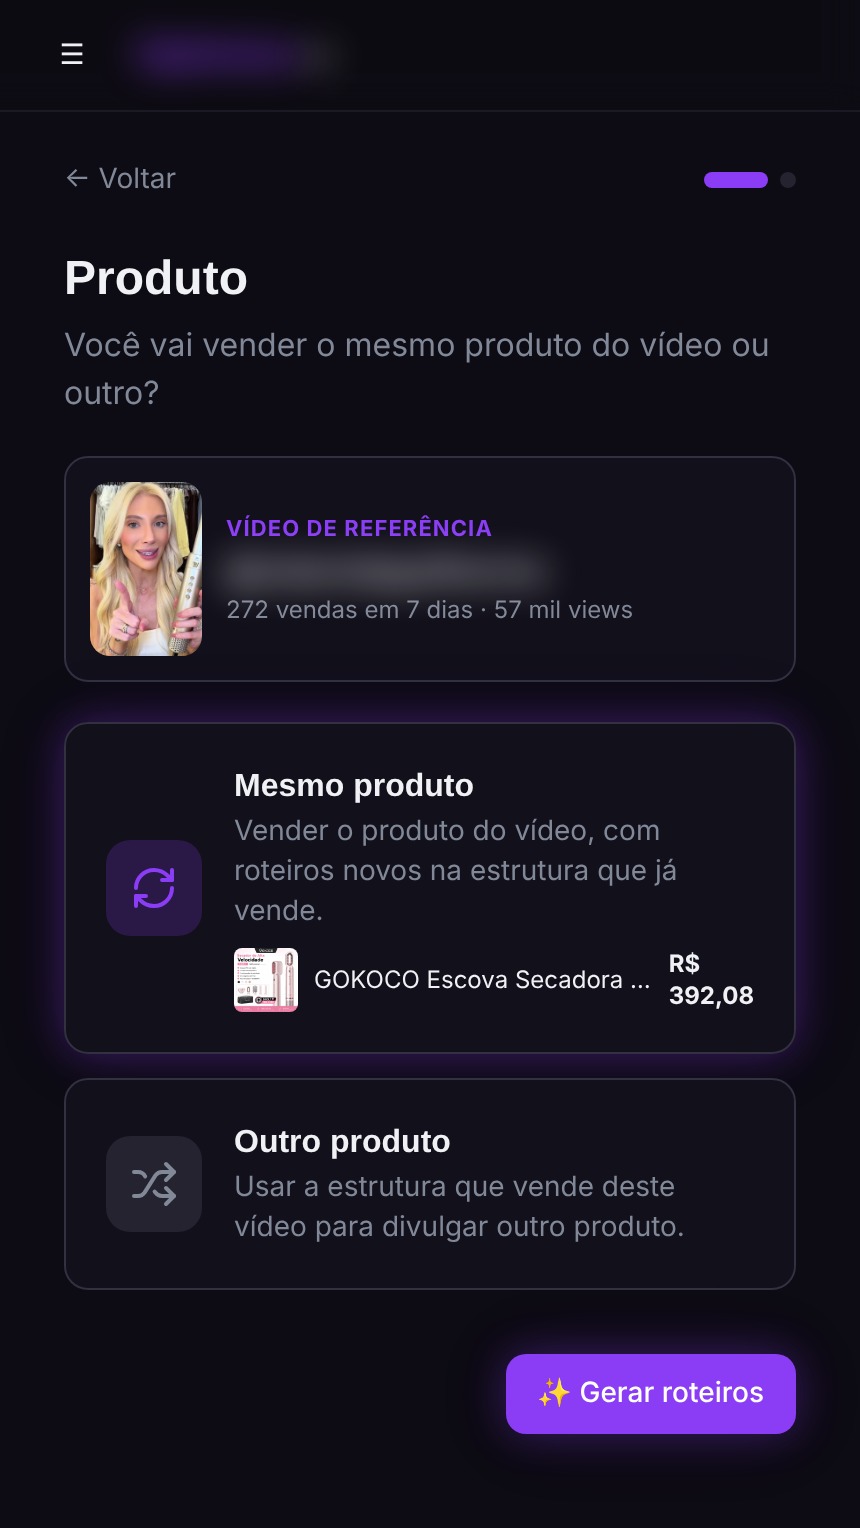 ← Voltar
Produto
Você vai vender o mesmo produto do vídeo ou
outro?
VÍDEO DE REFERÊNCIA
272 vendas em 7 dias · 57 mil views
Mesmo produto
Vender o produto do vídeo, com
roteiros novos na estrutura que já
vende.
GOKOCO Escova Secadora ...
R$
392,08
Outro produto
Usar a estrutura que vende deste
vídeo para divulgar outro produto.
✨ Gerar roteiros